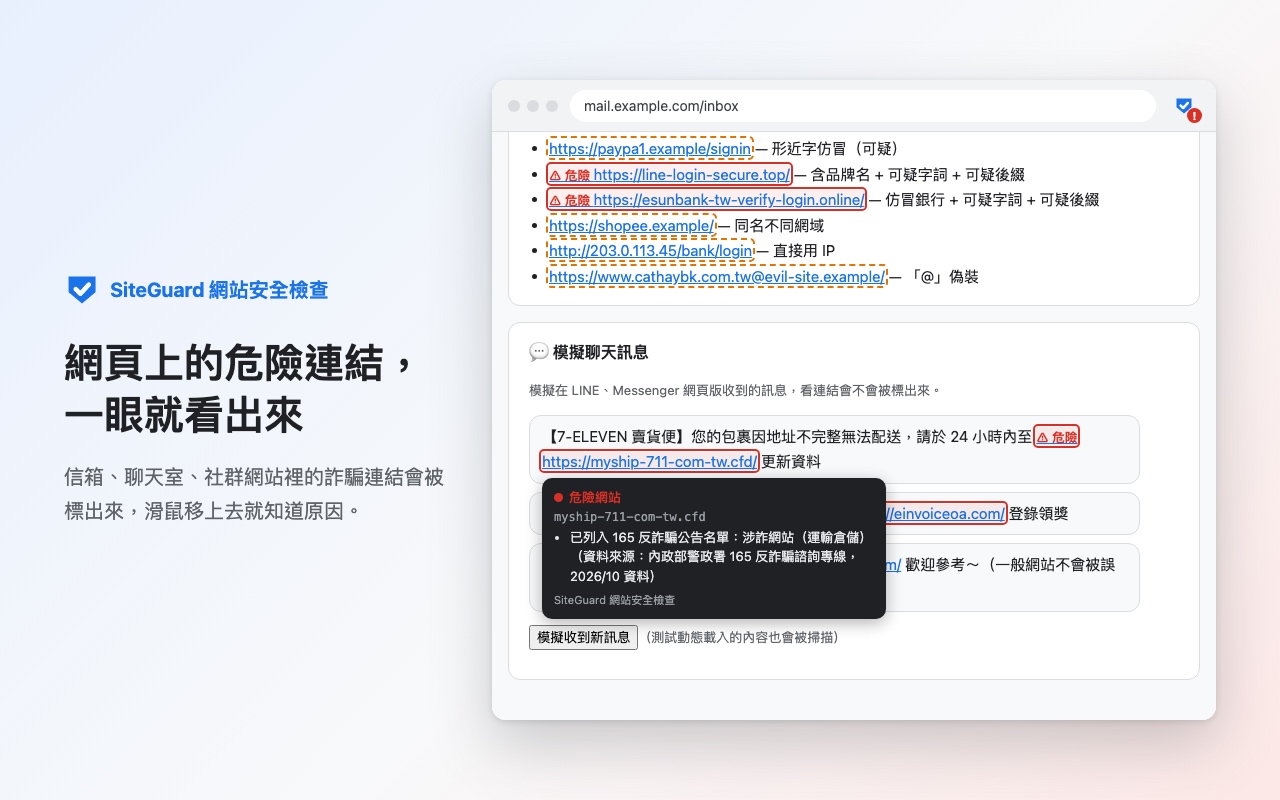 SiteGuard 網站安全檢查
網頁上的危險連結，
一眼就看出來
信箱、聊天室、社群網站裡的詐騙連結會被
標出來，滑鼠移上去就知道原因。
mail.example.com/inbox
!
• https://paypa1.example/signin — 形近字仿冒（可疑）
• ⚠ 危險 https://line-login-secure.top/ — 含品牌名 + 可疑字詞 + 可疑後綴
• ⚠ 危險 https://esunbank-tw-verify-login.online/ — 仿冒銀行 + 可疑字詞 + 可疑後綴
• https://shopee.example/ — 同名不同網域
• http://203.0.113.45/bank/login — 直接用 IP
• https://www.cathaybk.com.tw@evil-site.example/ — 「@」偽裝
💬 模擬聊天訊息
模擬在 LINE、Messenger 網頁版收到的訊息，看連結會不會被標出來。
【7-ELEVEN 賣貨便】您的包裹因地址不完整無法配送，請於 24 小時內至 ⚠ 危險
https://myship-711-com-tw.cfd/ 更新資料
危險網站
myship-711-com-tw.cfd
• 已列入 165 反詐騙公告名單：涉詐網站（運輸倉儲）
（資料來源：內政部警政署 165 反詐騙諮詢專線，
2026/10 資料）
SiteGuard 網站安全檢查
//einvoiceoa.com/ 登錄領獎
m/ 歡迎參考～（一般網站不會被誤
模擬收到新訊息 （測試動態載入的內容也會被掃描）